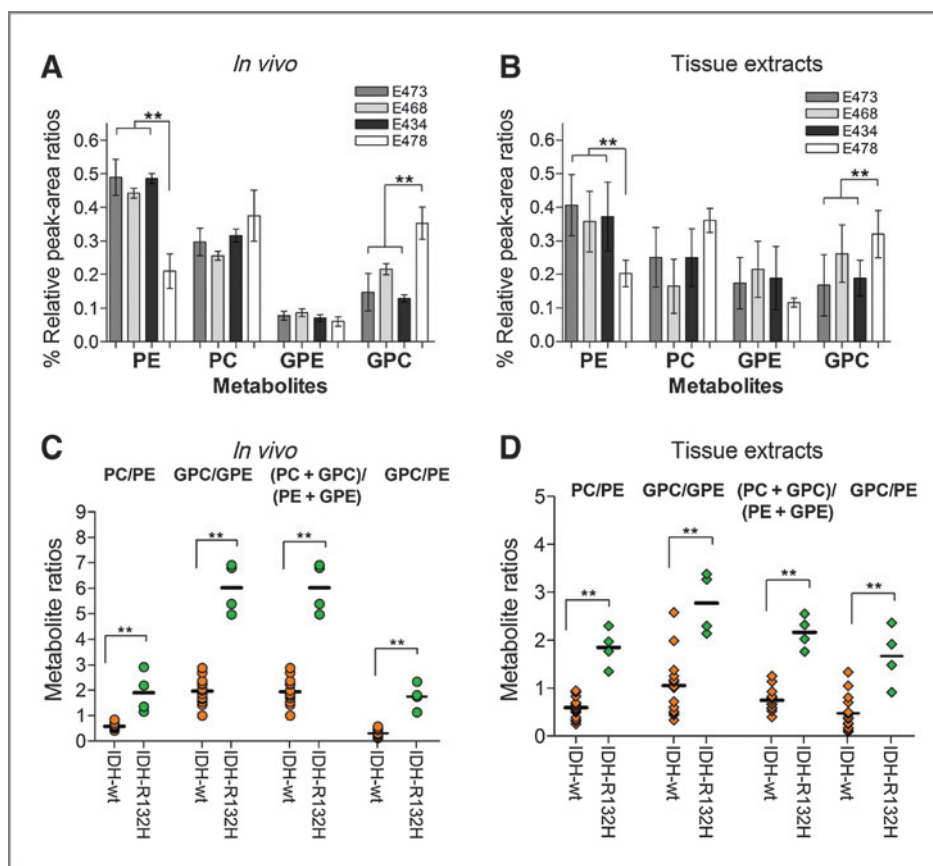 A
In vivo
E473
E468
E434
E478
**
**
% Relative peak-area ratios
0.6
0.5
0.4
0.3
0.2
0.1
0.0
PE PC GPE GPC
Metabolites
B
Tissue extracts
E473
E468
E434
E478
**
**
% Relative peak-area ratios
0.6
0.5
0.4
0.3
0.2
0.1
0.0
PE PC GPE GPC
Metabolites
C
In vivo
PC/PE GPC/GPE (PC + GPC)/ GPC/PE
(PE + GPE)
Metabolite ratios
9
8
7
6
5
4
3
2
1
0
** ** ** **
IDH-wt
IDH-R132H
IDH-wt
IDH-R132H
IDH-wt
IDH-R132H
IDH-wt
IDH-R132H
D
Tissue extracts
PC/PE GPC/GPE (PC + GPC)/ GPC/PE
(PE + GPE)
Metabolite ratios
5
4
3
2
1
0
** ** ** **
IDH-wt
IDH-R132H
IDH-wt
IDH-R132H
IDH-wt
IDH-R132H
IDH-wt
IDH-R132H